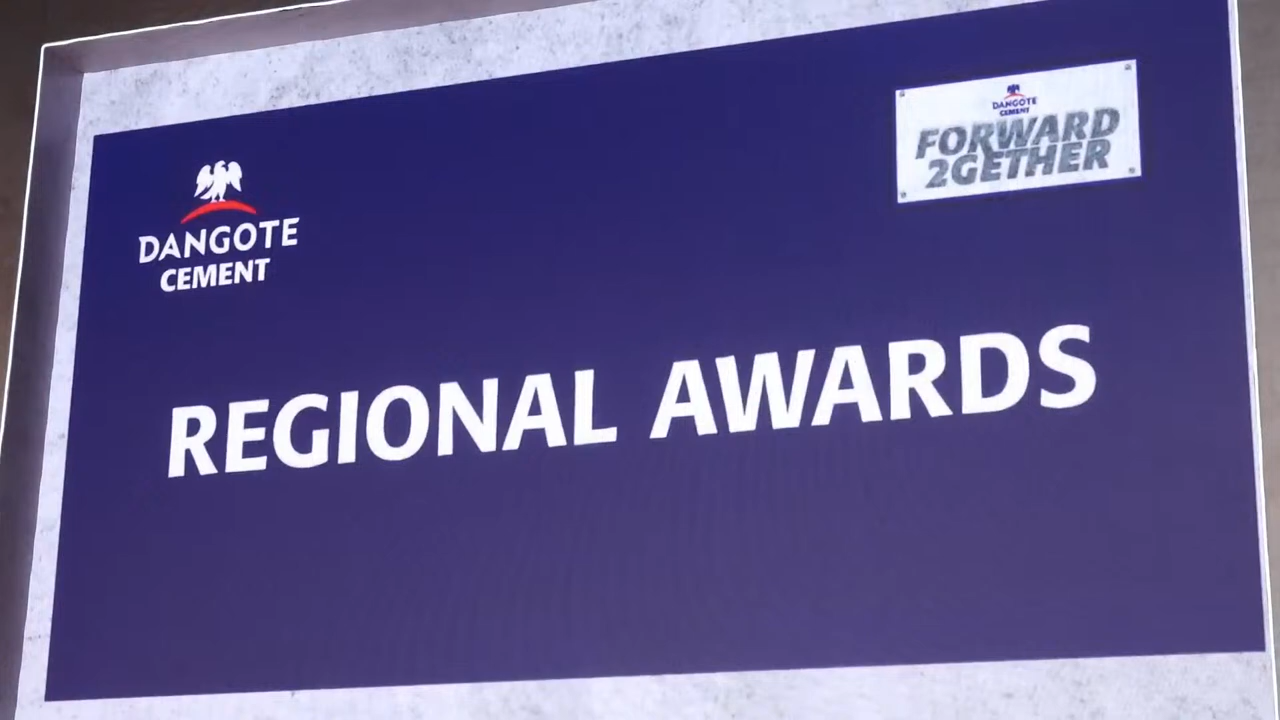 DANGOTE
CEMENT
DANGOTE
CEMENT
FORWARD
2GETHER
REGIONAL AWARDS